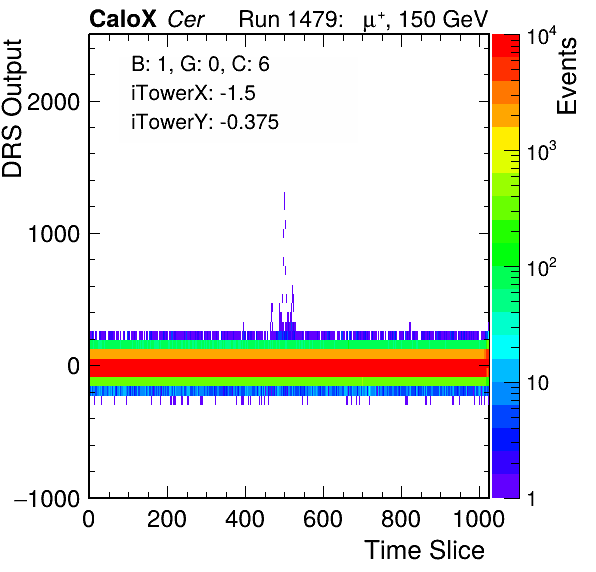 CaloX Cer Run 1479: μ⁺, 150 GeV
DRS Output
B: 1, G: 0, C: 6
iTowerX: -1.5
iTowerY: -0.375
2000
1000
0
−1000
0 200 400 600 800 1000
Time Slice
Events
10⁴
10³
10²
10
1